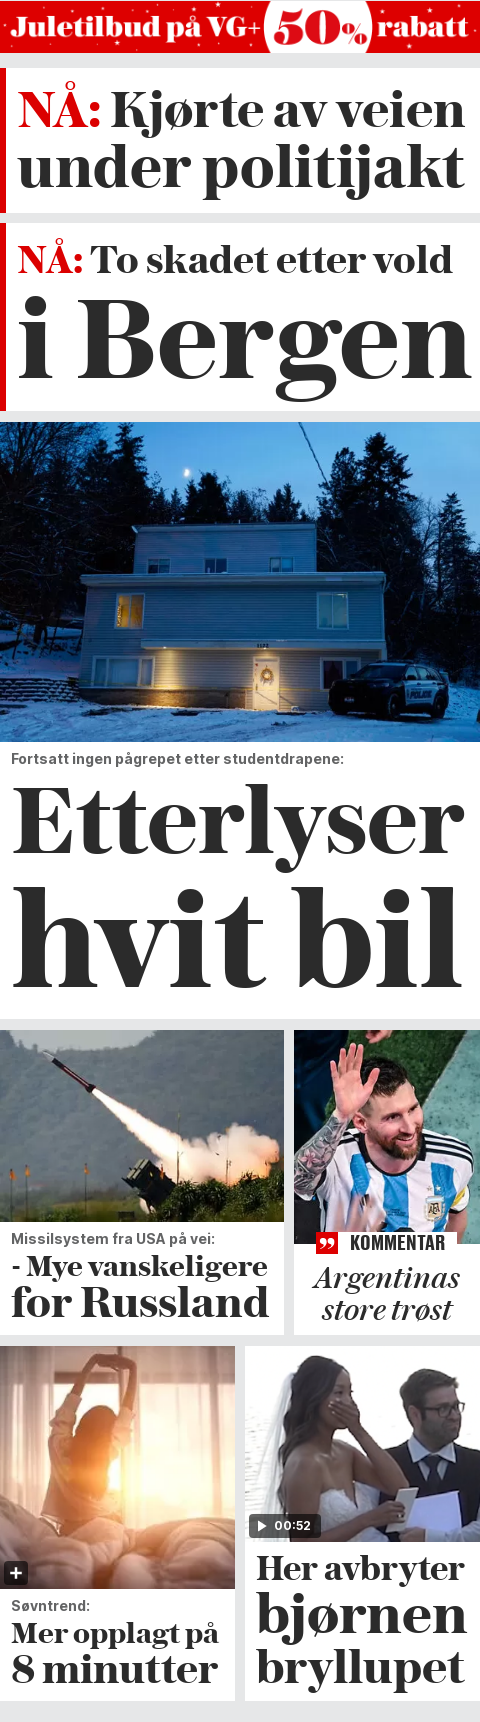 Juletilbud på VG+ 50% rabatt
NÅ: Kjørte av veien
under politijakt
NÅ: To skadet etter vold
i Bergen
POLICE
Fortsatt ingen pågrepet etter studentdrapene:
Etterlyser
hvit bil
Missilsystem fra USA på vei:
- Mye vanskeligere
for Russland
KOMMENTAR
Argentinas
store trøst
Søvntrend:
Mer opplagt på
8 minutter
00:52
Her avbryter
bjørnen
bryllupet